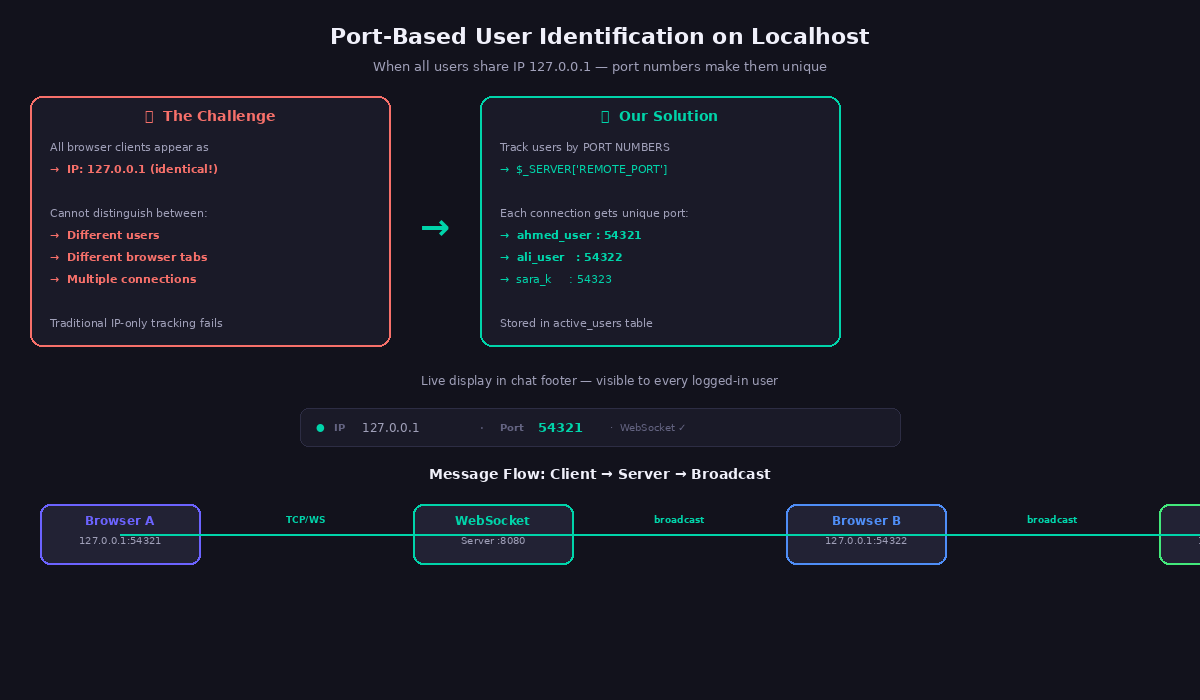 Port-Based User Identification on Localhost
When all users share IP 127.0.0.1 — port numbers make them unique
The Challenge
All browser clients appear as
→ IP: 127.0.0.1 (identical!)
Cannot distinguish between:
→ Different users
→ Different browser tabs
→ Multiple connections
Traditional IP-only tracking fails
→
Our Solution
Track users by PORT NUMBERS
→ $_SERVER['REMOTE_PORT']
Each connection gets unique port:
→ ahmed_user : 54321
→ ali_user : 54322
→ sara_k : 54323
Stored in active_users table
Live display in chat footer — visible to every logged-in user
● IP 127.0.0.1 · Port 54321 · WebSocket ✓
Message Flow: Client → Server → Broadcast
Browser A
127.0.0.1:54321
TCP/WS
WebSocket
Server :8080
broadcast
Browser B
127.0.0.1:54322
broadcast